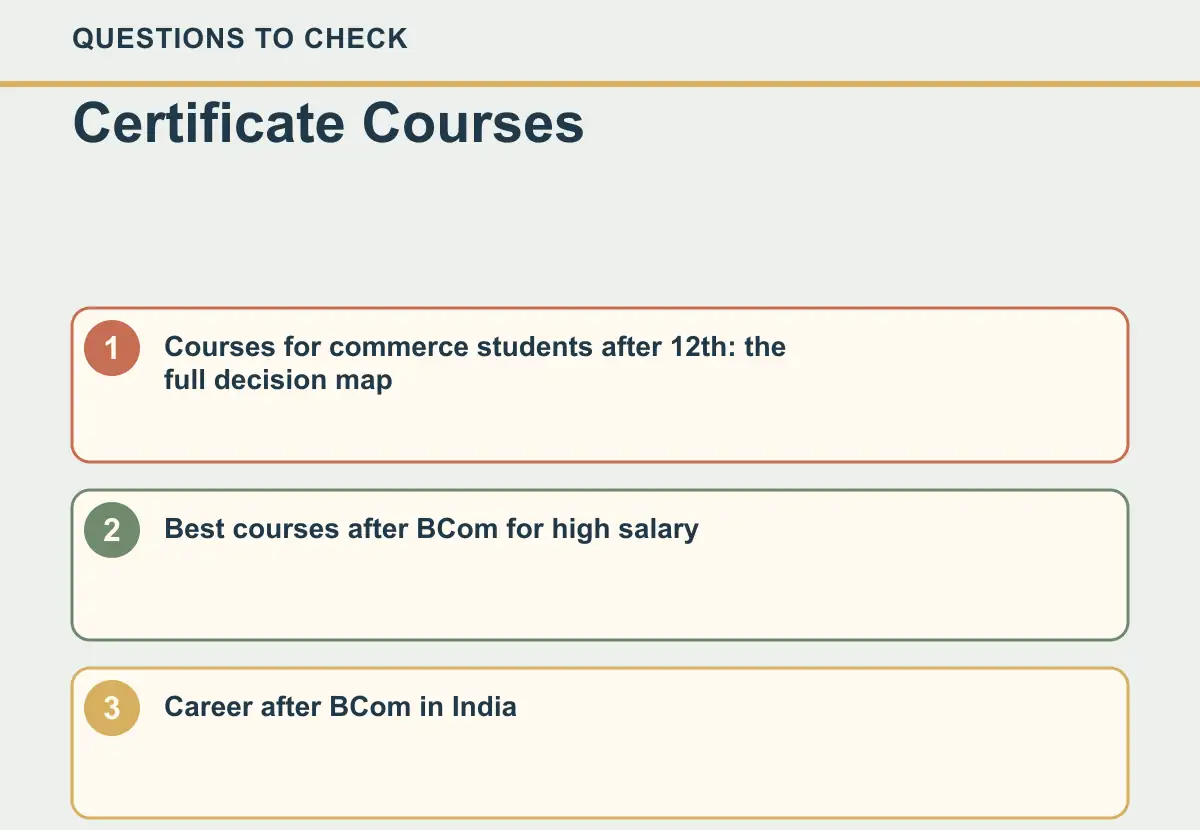 QUESTIONS TO CHECK
Certificate Courses
1
Courses for commerce students after 12th: the
full decision map
2
Best courses after BCom for high salary
3
Career after BCom in India